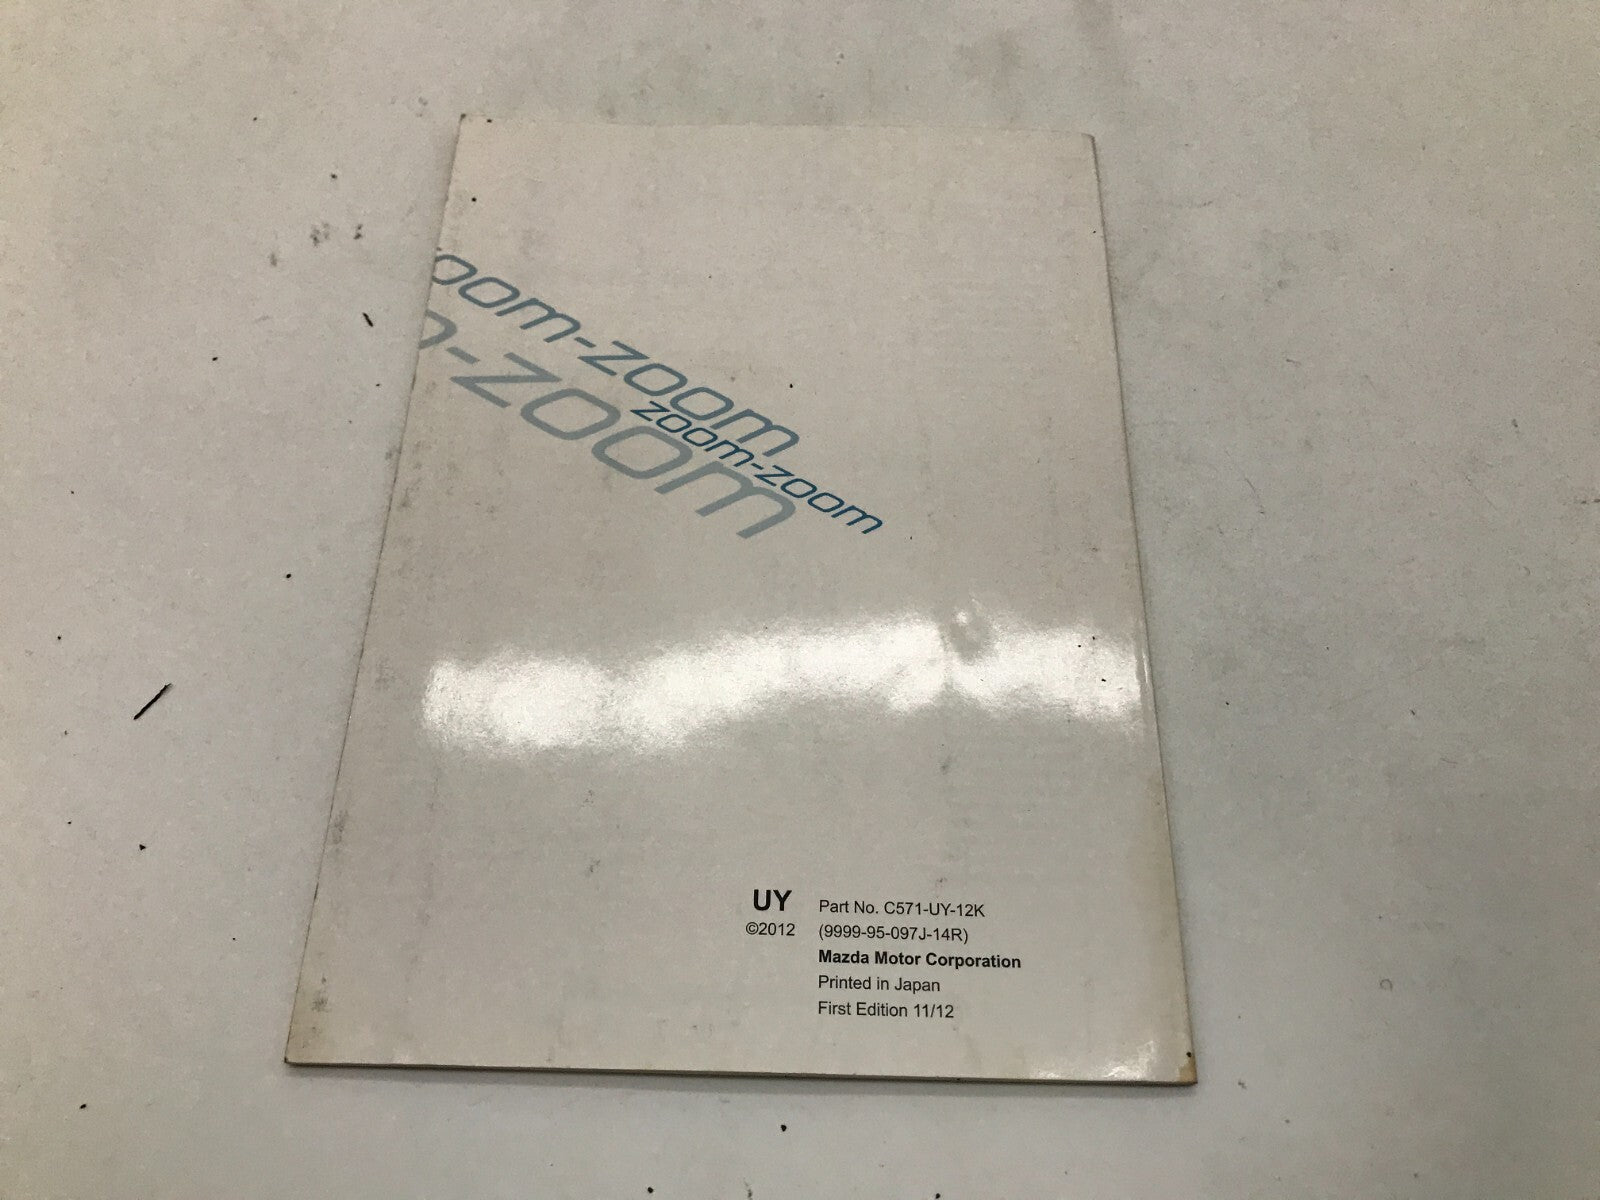 oom-zoom
zoom-zoom
m-zoom
UY
©2012
Part No. C571-UY-12K
(9999-95-097J-14R)
Mazda Motor Corporation
Printed in Japan
First Edition 11/12